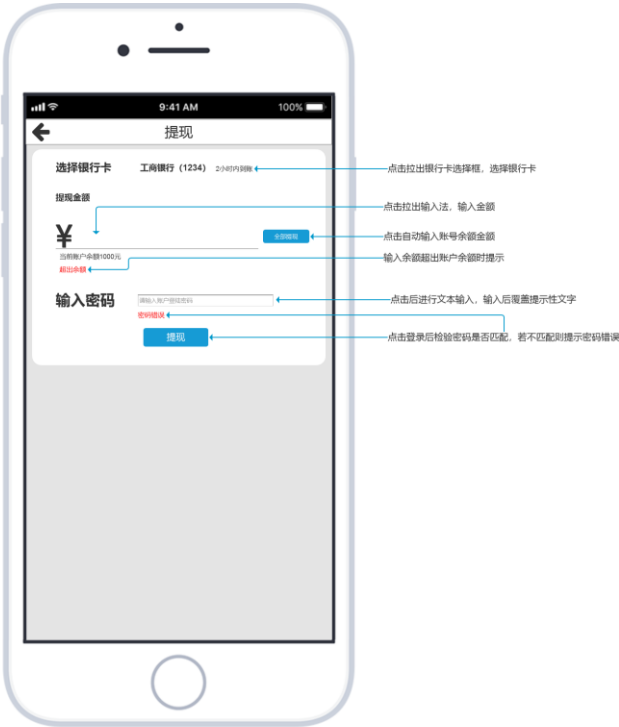 9:41 AM
100%
提现
选择银行卡 工商银行（1234） 2小时内到账
点击拉出银行卡选择框，选择银行卡
提现金额
点击拉出输入法，输入金额
¥
全部提现
点击自动输入账号余额金额
当前账户余额1000元
输入余额超出账户余额时提示
超出余额
输入密码
请输入账户登陆密码
点击后进行文本输入，输入后覆盖提示性文字
密码错误
提现
点击登录后检验密码是否匹配，若不匹配则提示密码错误